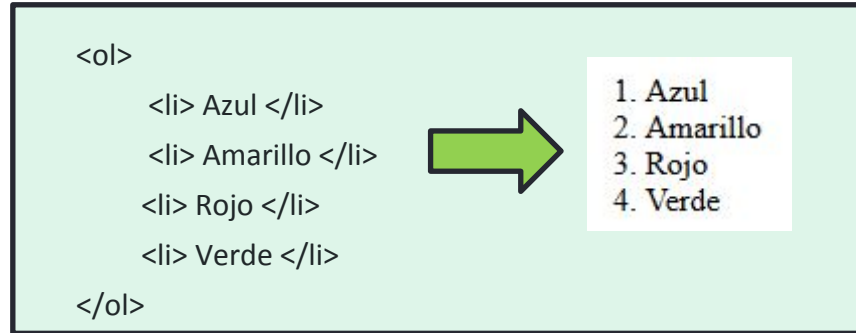 <ol>
<li> Azul </li>
<li> Amarillo </li>
<li> Rojo </li>
<li> Verde </li>
</ol>
1. Azul
2. Amarillo
3. Rojo
4. Verde